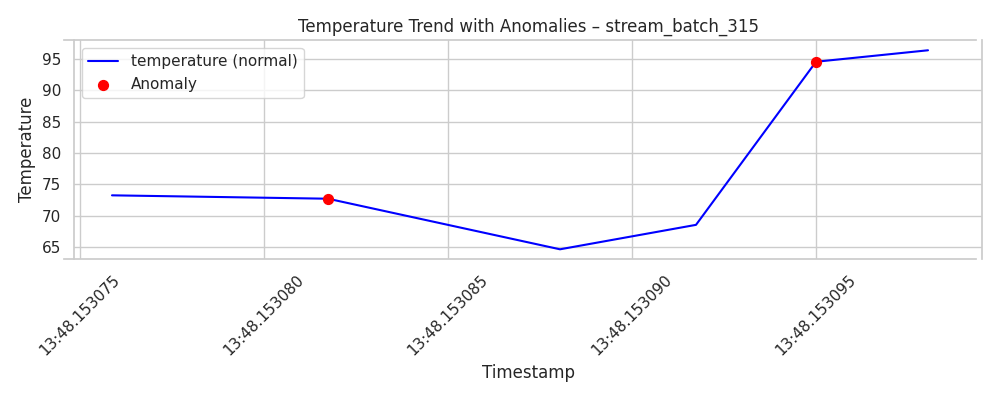 Temperature Trend with Anomalies – stream_batch_315
temperature (normal)
Anomaly
Temperature
95
90
85
80
75
70
65
13:48.153075
13:48.153080
13:48.153085
13:48.153090
13:48.153095
Timestamp